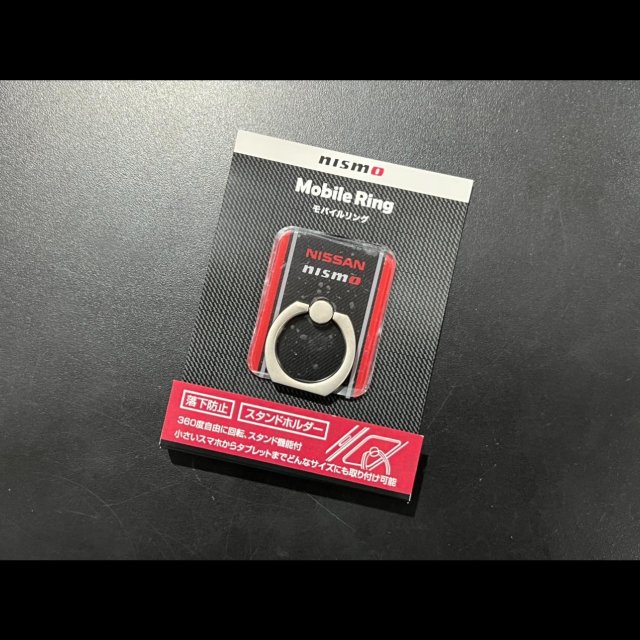 nismo
Mobile Ring
モバイルリング
NISSAN
nismo
落下防止 スタンドホルダー
360度自由に回転、スタンド機能付
小さいスマホからタブレットまでどんなサイズにも取り付け可能